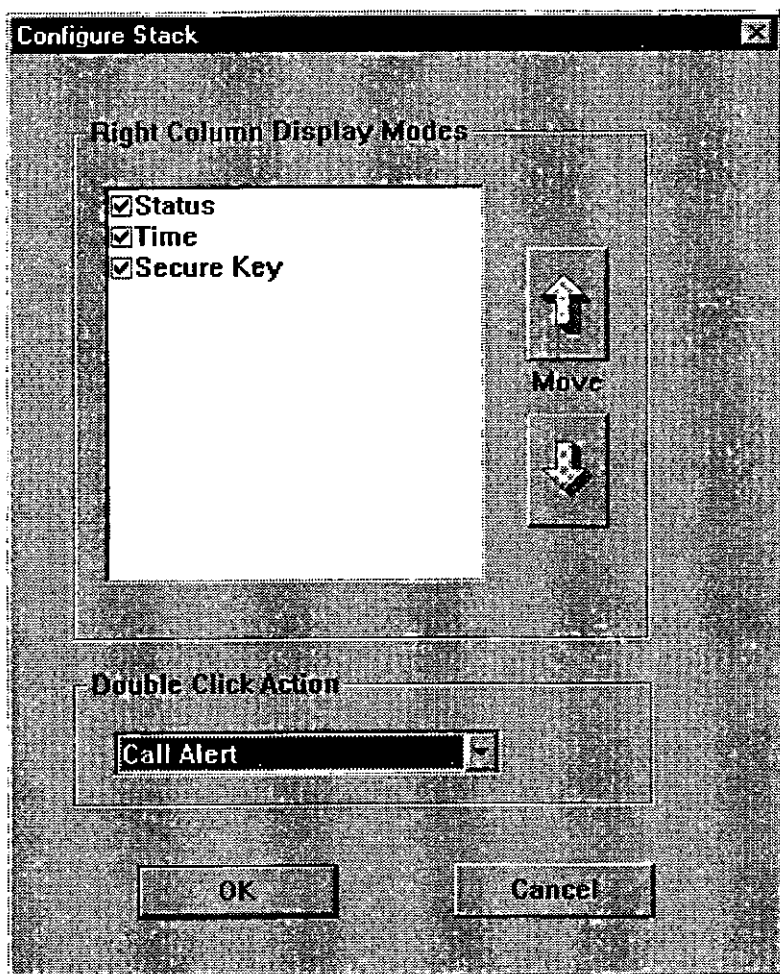 Configure Stack
Right Column Display Modes
Status
Time
Secure Key
Move
Double Click Action
Call Alert
OK
Cancel